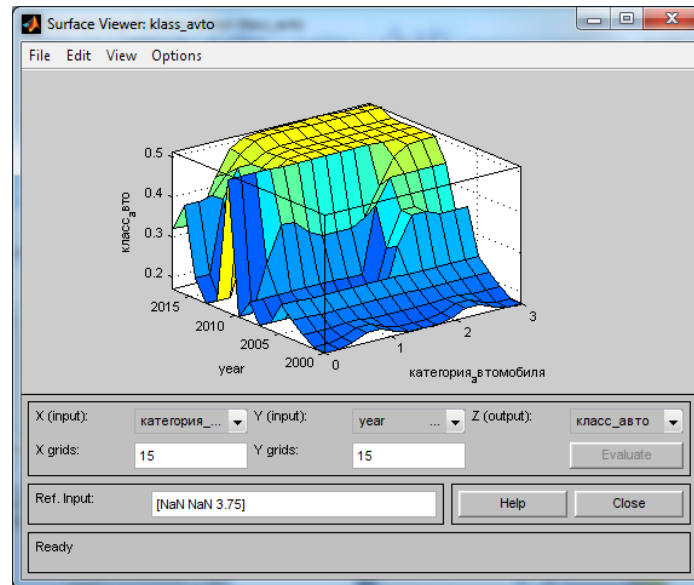 Surface Viewer: klass_avto
File Edit View Options
0.5
0.4
0.3
0.2
класс_авто
2015
2010
2005
2000
year
0
1
2
3
категория_автомобиля
X (input): категория_... Y (input): year ... Z (output): класс_авто
X grids: 15 Y grids: 15 Evaluate
Ref. Input: [NaN NaN 3.75] Help Close
Ready